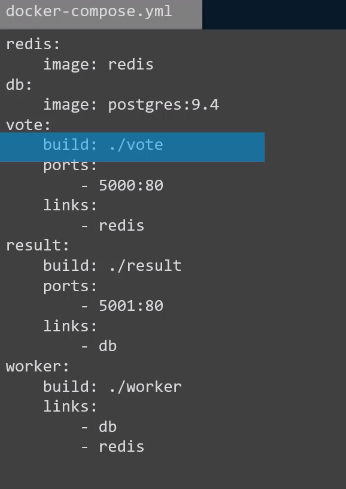 docker-compose.yml
redis:
    image: redis
db:
    image: postgres:9.4
vote:
    build: ./vote
    ports:
        - 5000:80
    links:
        - redis
result:
    build: ./result
    ports:
        - 5001:80
    links:
        - db
worker:
    build: ./worker
    links:
        - db
        - redis